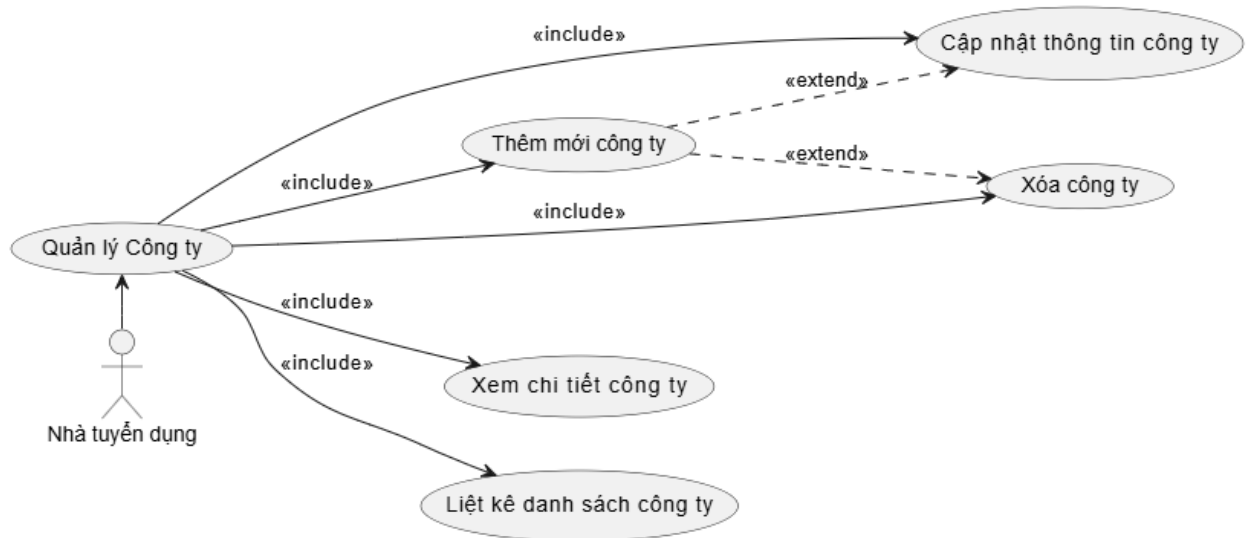 «include»
Cập nhật thông tin công ty
«extend»
Thêm mới công ty
«extend»
«include»
Xóa công ty
«include»
Quản lý Công ty
«include»
«include»
Xem chi tiết công ty
Nhà tuyển dụng
Liệt kê danh sách công ty